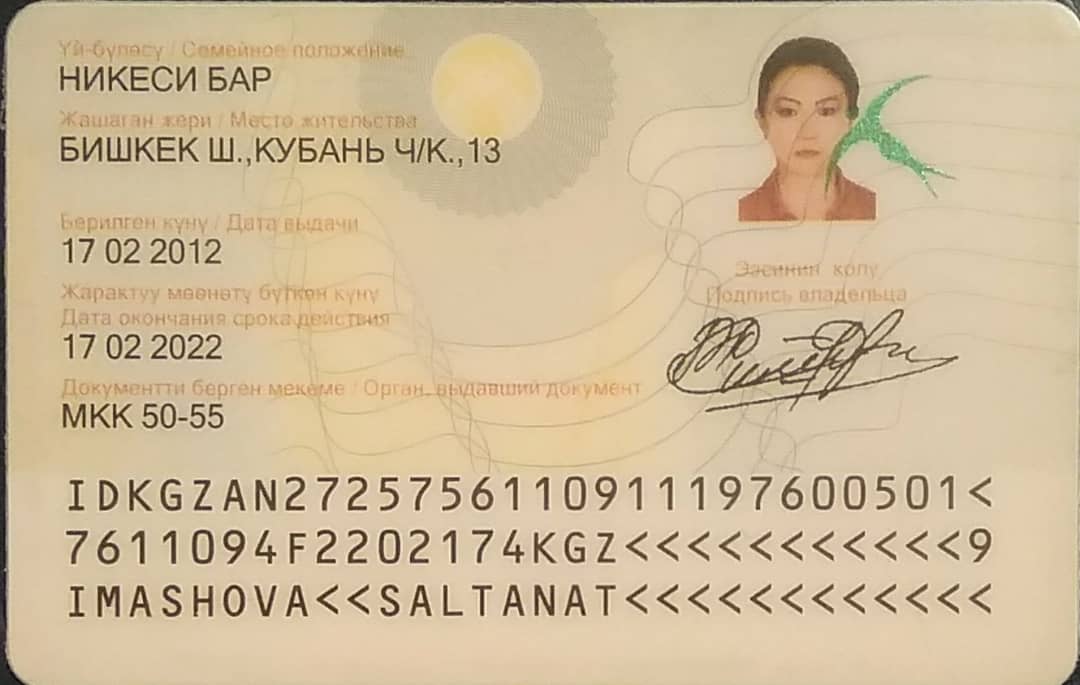 Үй-бүлөсү / Семейное положение
НИКЕСИ БАР
Жашаган жери / Место жительства
БИШКЕК Ш.,КУБАНЬ Ч/К.,13
Берилген күнү / Дата выдачи
17 02 2012
Жарактуу мөөнөтү бүткөн күнү
Дата окончания срока действия
17 02 2022
Документти берген мекеме / Орган, выдавший документ
МКК 50-55
Ээсинин колу
Подпись владельца
IDKGZAN2725756110911197600501<
7611094F2202174KGZ<<<<<<<<<<<9
IMASHOVA<<SALTANAT<<<<<<<<<<<<